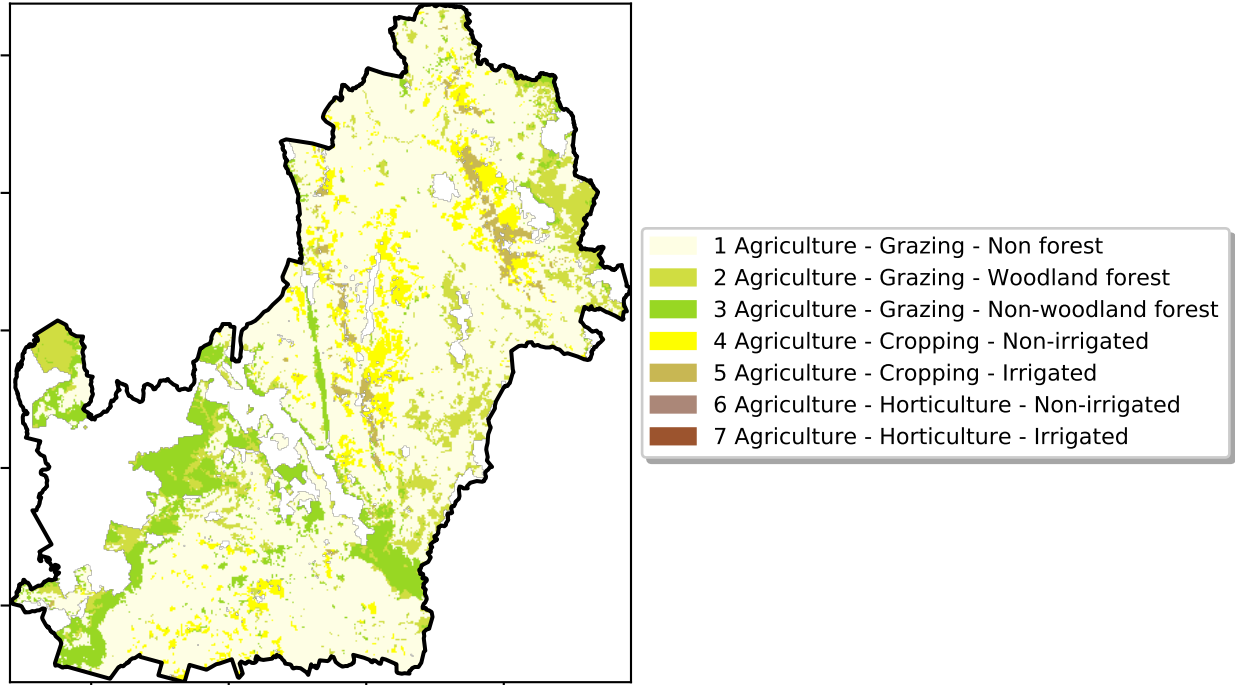 1 Agriculture - Grazing - Non forest
2 Agriculture - Grazing - Woodland forest
3 Agriculture - Grazing - Non-woodland forest
4 Agriculture - Cropping - Non-irrigated
5 Agriculture - Cropping - Irrigated
6 Agriculture - Horticulture - Non-irrigated
7 Agriculture - Horticulture - Irrigated